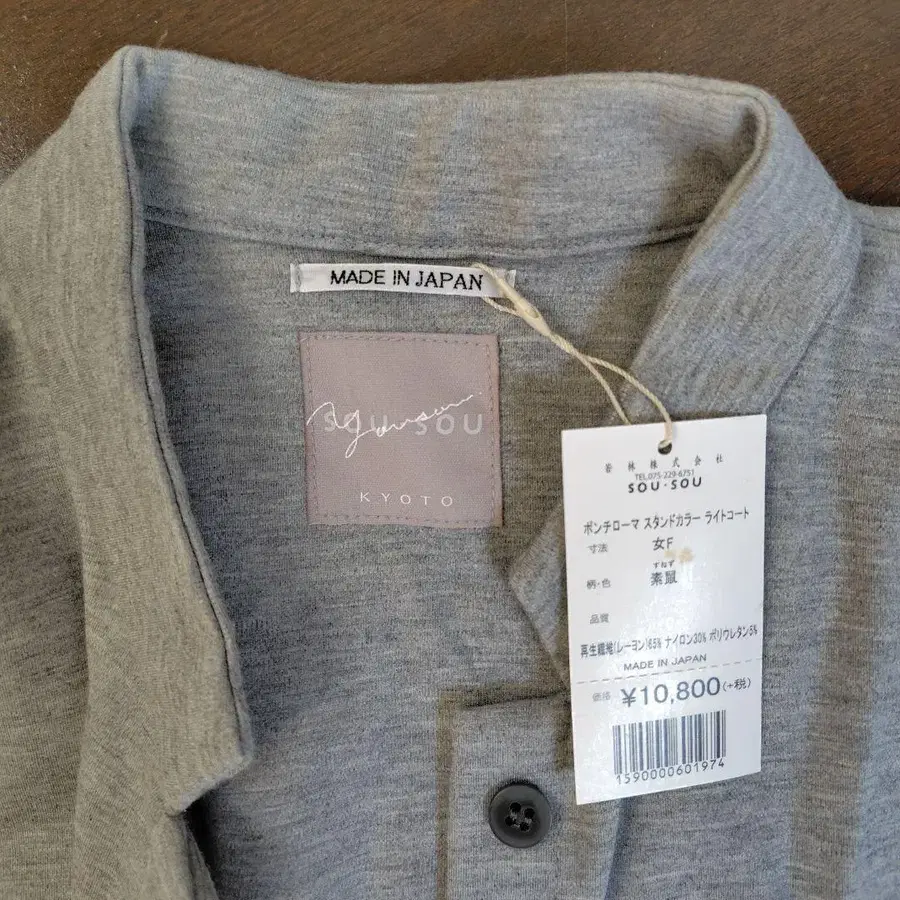 MADE IN JAPAN
SOU·SOU
KYOTO
若林株式会社
TEL.075-229-6751
SOU·SOU
ポンチローマ スタンドカラー ライトコート
寸法 女F
すねず
柄・色 素鼠
品質
再生繊維(レーヨン)65% ナイロン30% ポリウレタン5%
MADE IN JAPAN
価格 ¥10,800(+税)
1590000601974